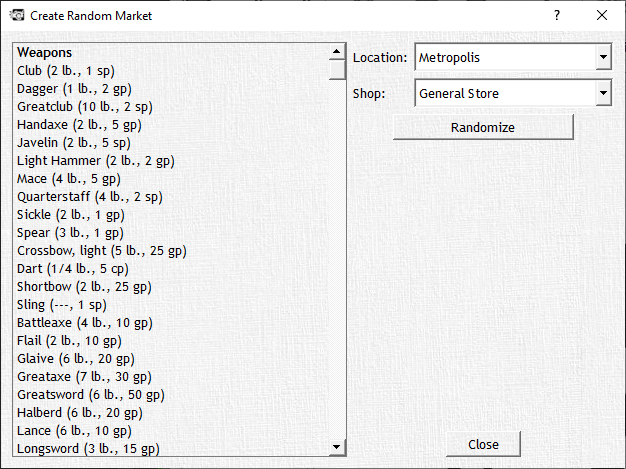 Create Random Market
?
Weapons
Club (2 lb., 1 sp)
Dagger (1 lb., 2 gp)
Greatclub (10 lb., 2 sp)
Handaxe (2 lb., 5 gp)
Javelin (2 lb., 5 sp)
Light Hammer (2 lb., 2 gp)
Mace (4 lb., 5 gp)
Quarterstaff (4 lb., 2 sp)
Sickle (2 lb., 1 gp)
Spear (3 lb., 1 gp)
Crossbow, light (5 lb., 25 gp)
Dart (1/4 lb., 5 cp)
Shortbow (2 lb., 25 gp)
Sling (---, 1 sp)
Battleaxe (4 lb., 10 gp)
Flail (2 lb., 10 gp)
Glaive (6 lb., 20 gp)
Greataxe (7 lb., 30 gp)
Greatsword (6 lb., 50 gp)
Halberd (6 lb., 20 gp)
Lance (6 lb., 10 gp)
Longsword (3 lb., 15 gp)
Location: Metropolis
Shop: General Store
Randomize
Close